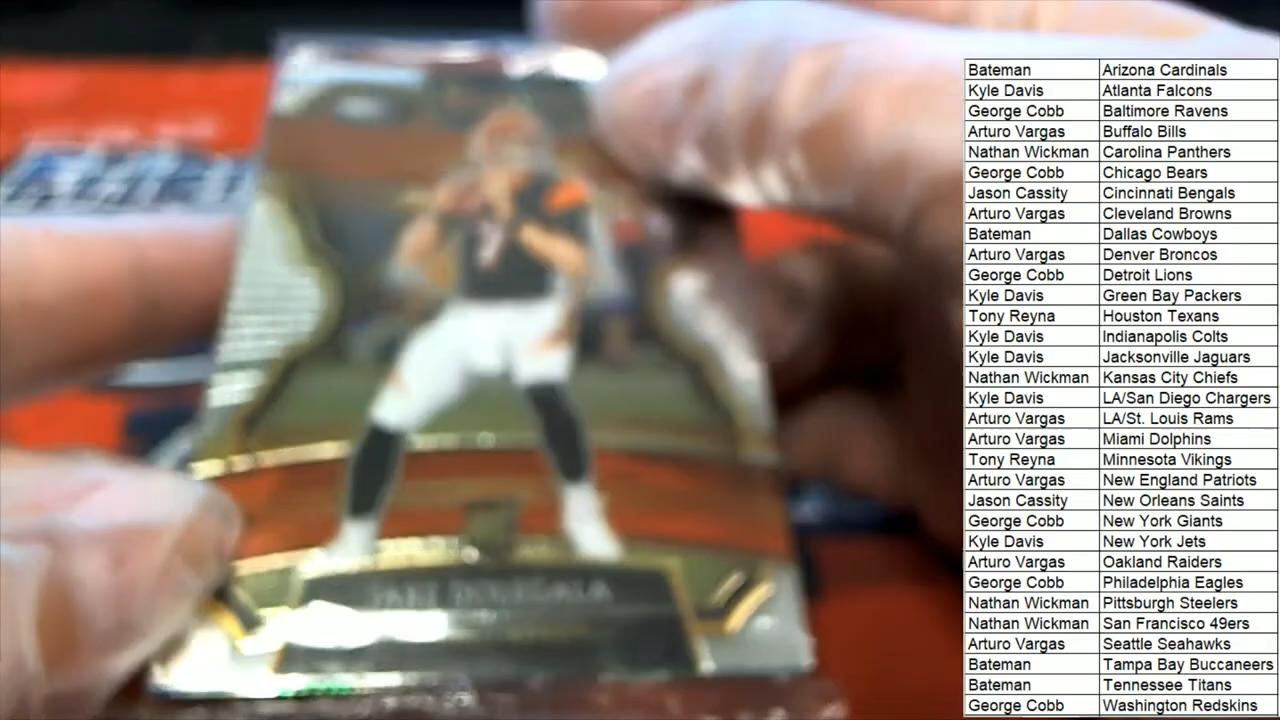 Bateman Arizona Cardinals
Kyle Davis Atlanta Falcons
George Cobb Baltimore Ravens
Arturo Vargas Buffalo Bills
Nathan Wickman Carolina Panthers
George Cobb Chicago Bears
Jason Cassity Cincinnati Bengals
Arturo Vargas Cleveland Browns
Bateman Dallas Cowboys
Arturo Vargas Denver Broncos
George Cobb Detroit Lions
Kyle Davis Green Bay Packers
Tony Reyna Houston Texans
Kyle Davis Indianapolis Colts
Kyle Davis Jacksonville Jaguars
Nathan Wickman Kansas City Chiefs
Kyle Davis LA/San Diego Chargers
Arturo Vargas LA/St. Louis Rams
Arturo Vargas Miami Dolphins
Tony Reyna Minnesota Vikings
Arturo Vargas New England Patriots
Jason Cassity New Orleans Saints
George Cobb New York Giants
Kyle Davis New York Jets
Arturo Vargas Oakland Raiders
George Cobb Philadelphia Eagles
Nathan Wickman Pittsburgh Steelers
Nathan Wickman San Francisco 49ers
Arturo Vargas Seattle Seahawks
Bateman Tampa Bay Buccaneers
Bateman Tennessee Titans
George Cobb Washington Redskins